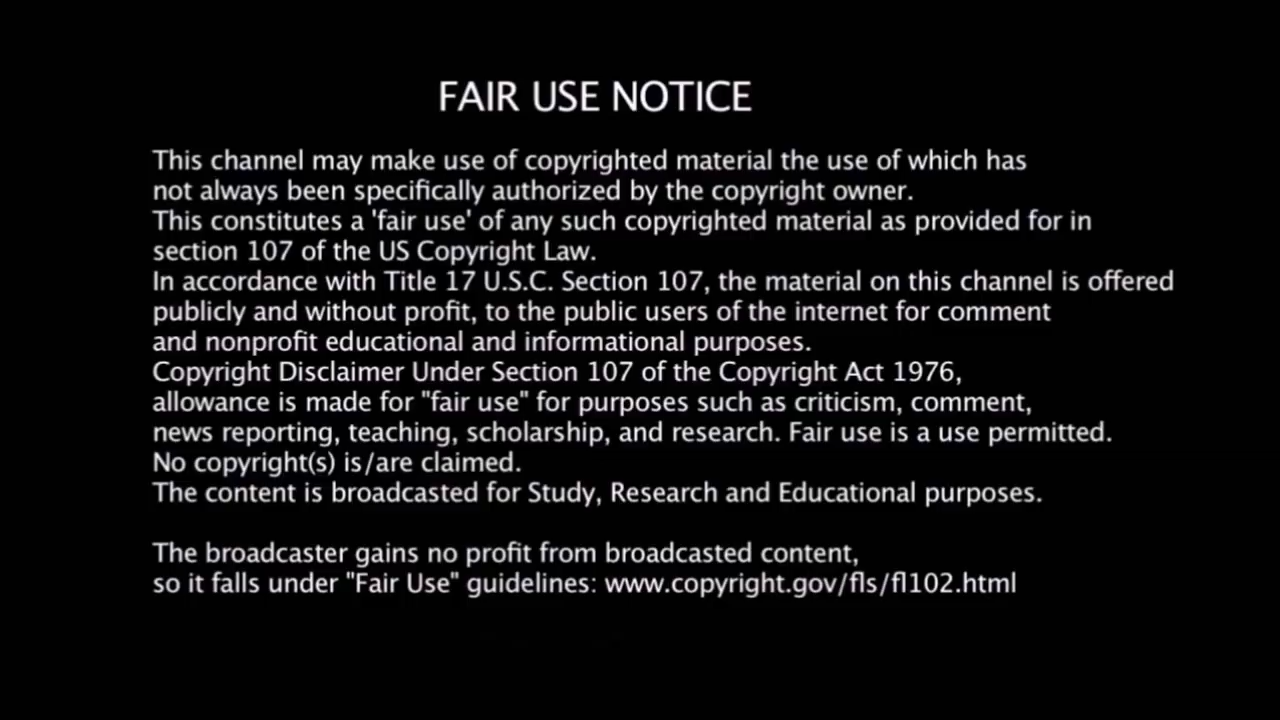 FAIR USE NOTICE
This channel may make use of copyrighted material the use of which has
not always been specifically authorized by the copyright owner.
This constitutes a 'fair use' of any such copyrighted material as provided for in
section 107 of the US Copyright Law.
In accordance with Title 17 U.S.C. Section 107, the material on this channel is offered
publicly and without profit, to the public users of the internet for comment
and nonprofit educational and informational purposes.
Copyright Disclaimer Under Section 107 of the Copyright Act 1976,
allowance is made for "fair use" for purposes such as criticism, comment,
news reporting, teaching, scholarship, and research. Fair use is a use permitted.
No copyright(s) is/are claimed.
The content is broadcasted for Study, Research and Educational purposes.
The broadcaster gains no profit from broadcasted content,
so it falls under "Fair Use" guidelines: www.copyright.gov/fls/fl102.html